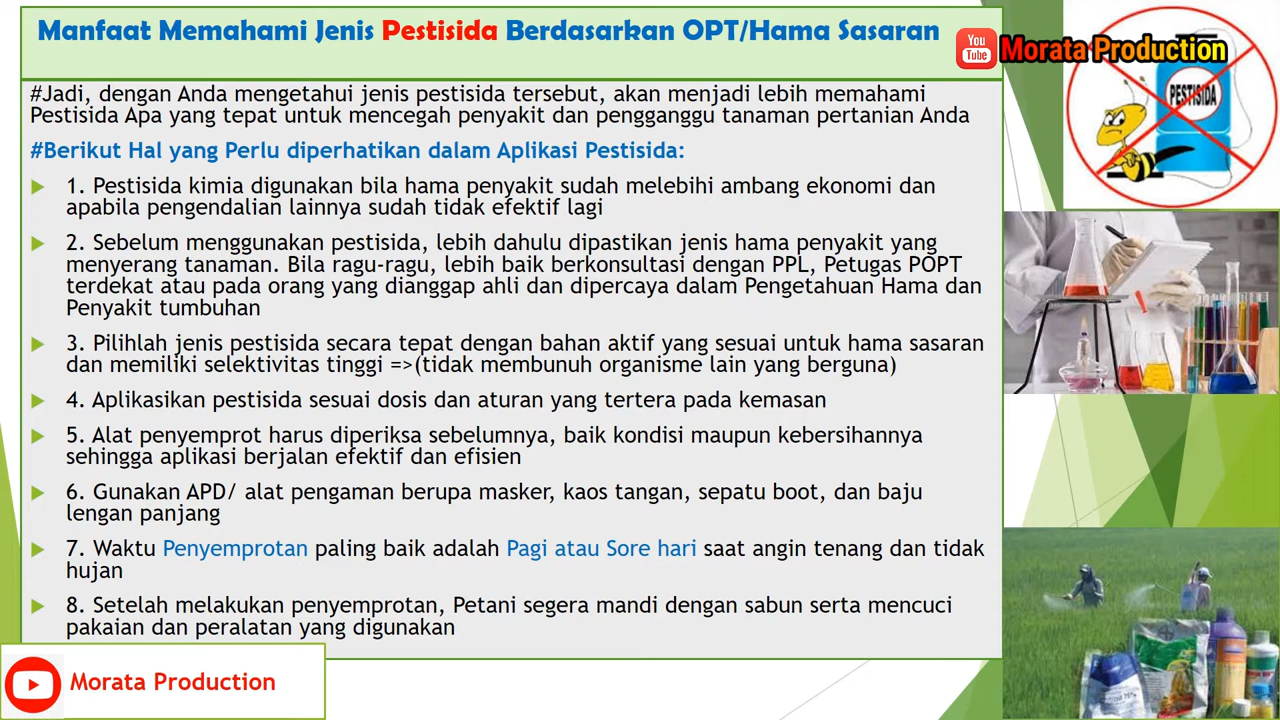 Manfaat Memahami Jenis Pestisida Berdasarkan OPT/Hama Sasaran
You
Tube
Morata Production
PESTISIDA
#Jadi, dengan Anda mengetahui jenis pestisida tersebut, akan menjadi lebih memahami
Pestisida Apa yang tepat untuk mencegah penyakit dan pengganggu tanaman pertanian Anda
#Berikut Hal yang Perlu diperhatikan dalam Aplikasi Pestisida:
1. Pestisida kimia digunakan bila hama penyakit sudah melebihi ambang ekonomi dan
apabila pengendalian lainnya sudah tidak efektif lagi
2. Sebelum menggunakan pestisida, lebih dahulu dipastikan jenis hama penyakit yang
menyerang tanaman. Bila ragu-ragu, lebih baik berkonsultasi dengan PPL, Petugas POPT
terdekat atau pada orang yang dianggap ahli dan dipercaya dalam Pengetahuan Hama dan
Penyakit tumbuhan
3. Pilihlah jenis pestisida secara tepat dengan bahan aktif yang sesuai untuk hama sasaran
dan memiliki selektivitas tinggi =>(tidak membunuh organisme lain yang berguna)
4. Aplikasikan pestisida sesuai dosis dan aturan yang tertera pada kemasan
5. Alat penyemprot harus diperiksa sebelumnya, baik kondisi maupun kebersihannya
sehingga aplikasi berjalan efektif dan efisien
6. Gunakan APD/ alat pengaman berupa masker, kaos tangan, sepatu boot, dan baju
lengan panjang
7. Waktu Penyemprotan paling baik adalah Pagi atau Sore hari saat angin tenang dan tidak
hujan
8. Setelah melakukan penyemprotan, Petani segera mandi dengan sabun serta mencuci
pakaian dan peralatan yang digunakan
Morata Production